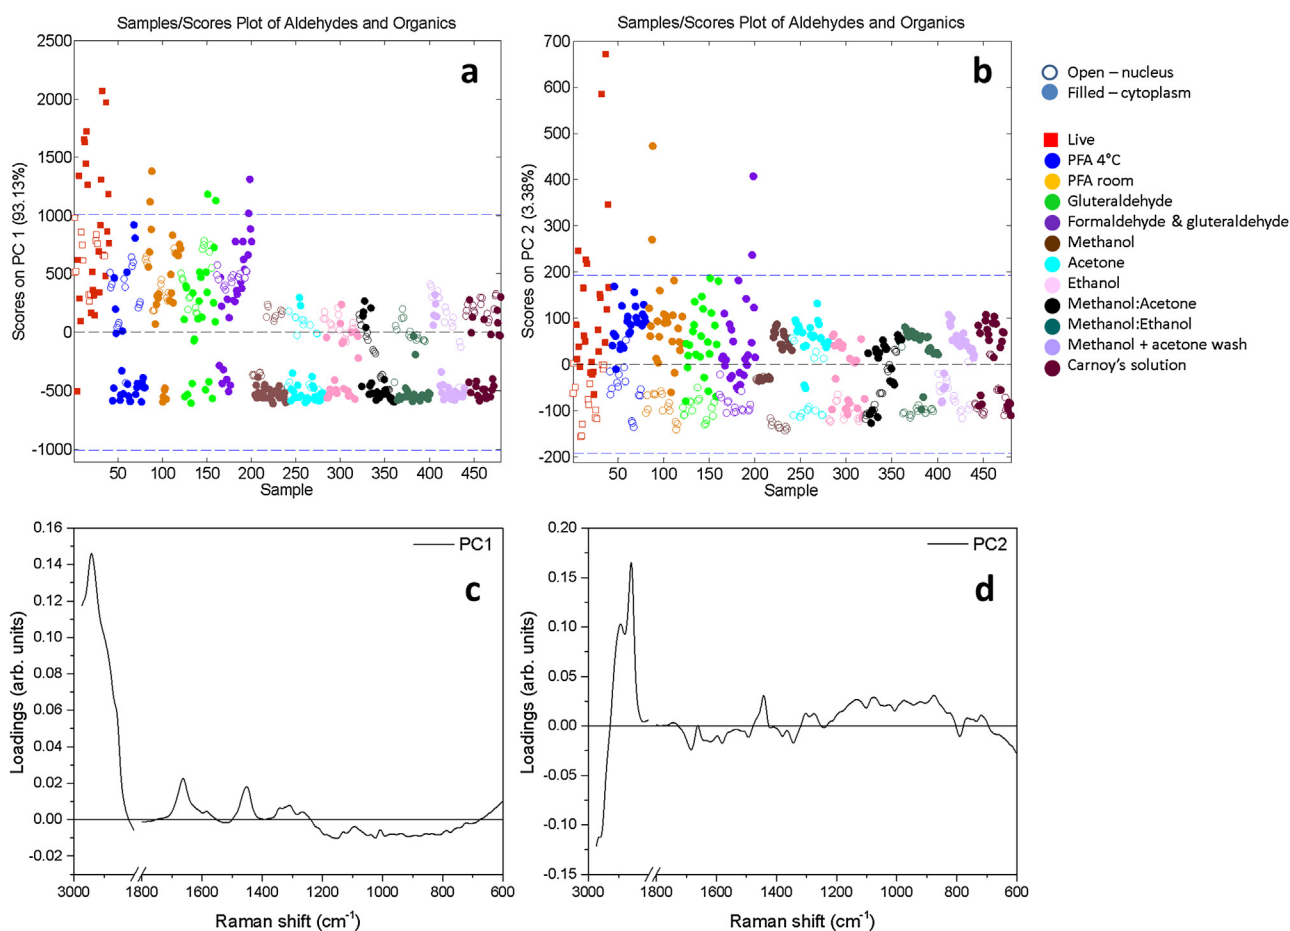 Samples/Scores Plot of Aldehydes and Organics
a
Scores on PC 1 (93.13%)
2500
2000
1500
1000
500
0
-500
-1000
50
100
150
200
250
300
350
400
450
Sample
Samples/Scores Plot of Aldehydes and Organics
b
Scores on PC 2 (3.38%)
700
600
500
400
300
200
100
0
-100
-200
50
100
150
200
250
300
350
400
450
Sample
Open – nucleus
Filled – cytoplasm
Live
PFA 4°C
PFA room
Gluteraldehyde
Formaldehyde & gluteraldehyde
Methanol
Acetone
Ethanol
Methanol:Acetone
Methanol:Ethanol
Methanol + acetone wash
Carnoy's solution
PC1
c
Loadings (arb. units)
0.16
0.14
0.12
0.10
0.08
0.06
0.04
0.02
0.00
-0.02
3000
1800
1600
1400
1200
1000
800
600
Raman shift (cm⁻¹)
PC2
d
Loadings (arb. units)
0.20
0.15
0.10
0.05
0.00
-0.05
-0.10
-0.15
3000
1800
1600
1400
1200
1000
800
600
Raman shift (cm⁻¹)